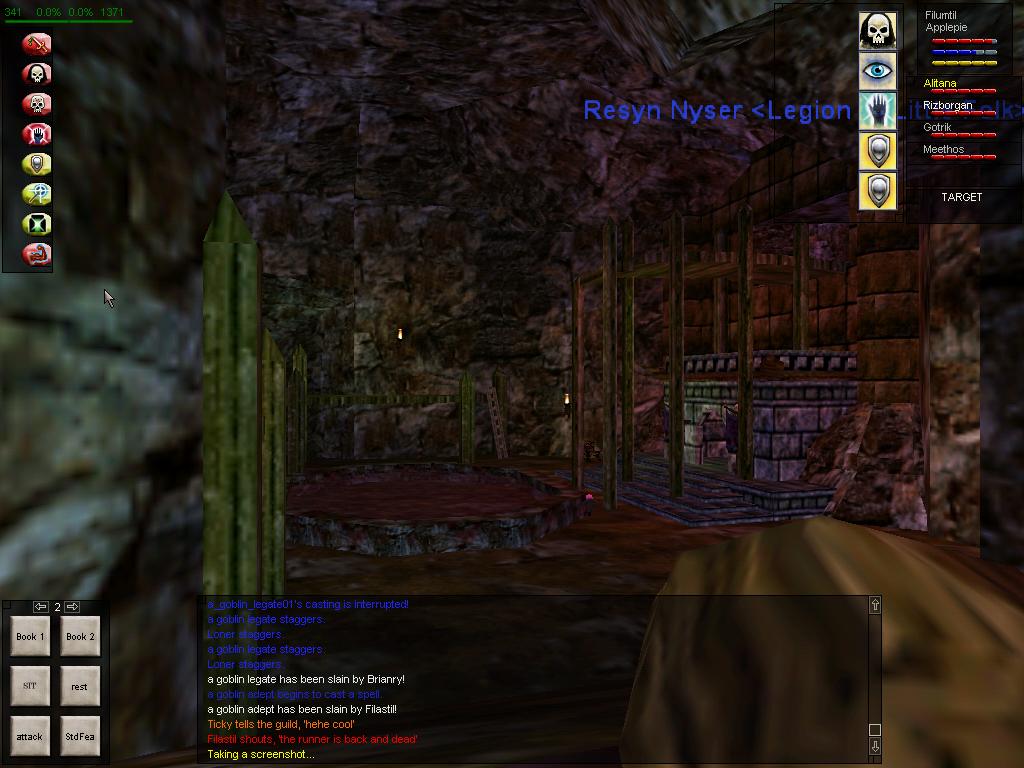 341 0.0% 0.0% 1371
Filumtil
Applepie
Alitana
Resyn Nyser <Legion
Rizborgan
Gotrik
Meethos
TARGET
2
Book 1 Book 2
SIT rest
attack StdFea
a_goblin_legate01's casting is interrupted!
a goblin legate staggers.
Loner staggers.
a goblin legate staggers.
Loner staggers.
a goblin legate has been slain by Brianry!
a goblin adept begins to cast a spell.
a goblin adept has been slain by Filastil!
Ticky tells the guild, 'hehe cool'
Filastil shouts, 'the runner is back and dead'
Taking a screenshot...